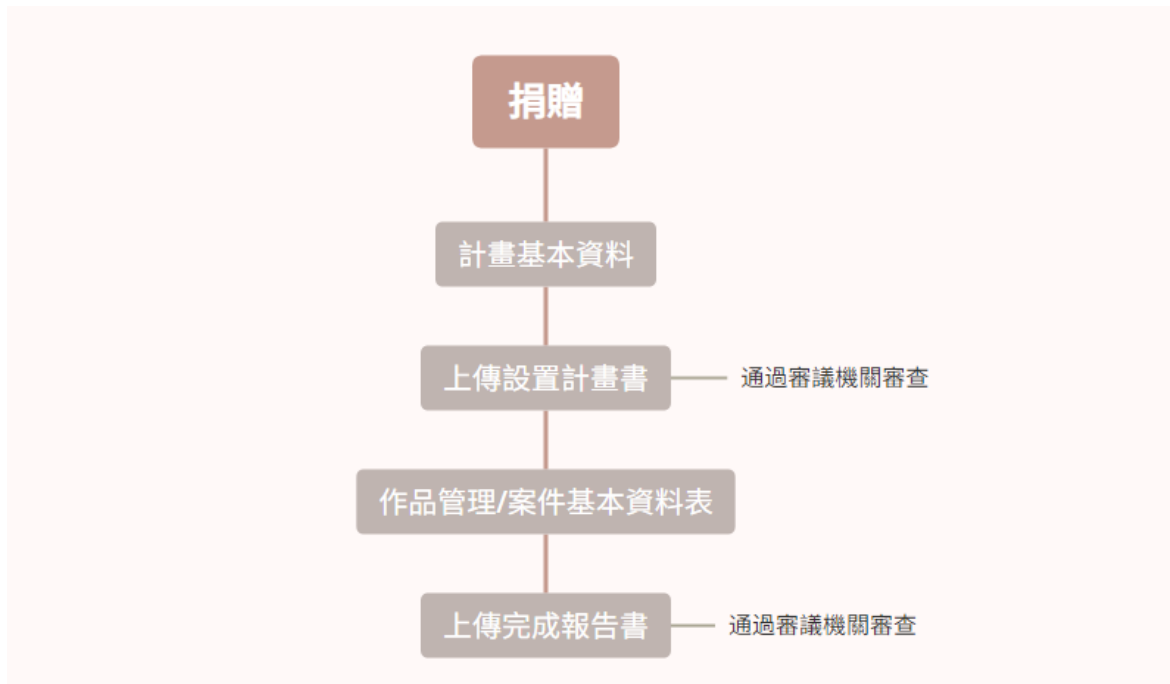 捐贈
計畫基本資料
上傳設置計畫書
通過審議機關審查
作品管理/案件基本資料表
上傳完成報告書
通過審議機關審查